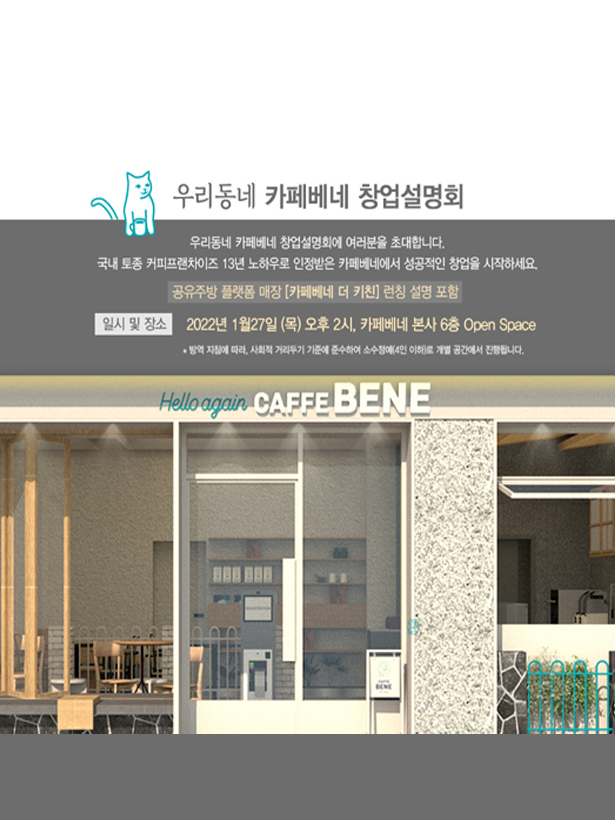 우리동네 카페베네 창업설명회
우리동네 카페베네 창업설명회에 여러분을 초대합니다.
국내 토종 커피프랜차이즈 13년 노하우로 인정받은 카페베네에서 성공적인 창업을 시작하세요.
공유주방 플랫폼 매장 [카페베네 더 키친] 런칭 설명 포함
일시 및 장소 2022년 1월27일 (목) 오후 2시, 카페베네 본사 6층 Open Space
* 방역 지침에 따라, 사회적 거리두기 기준에 준수하여 소수정예(4인 이하)로 개별 공간에서 진행됩니다.
Hello again CAFFE BENE
CAFFE
BENE